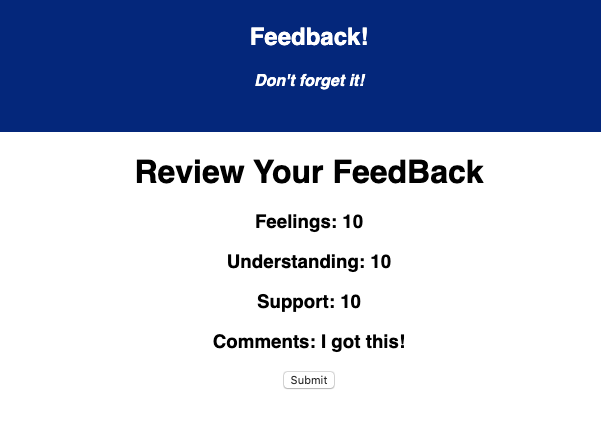 Feedback!
Don't forget it!
Review Your FeedBack
Feelings: 10
Understanding: 10
Support: 10
Comments: I got this!
Submit